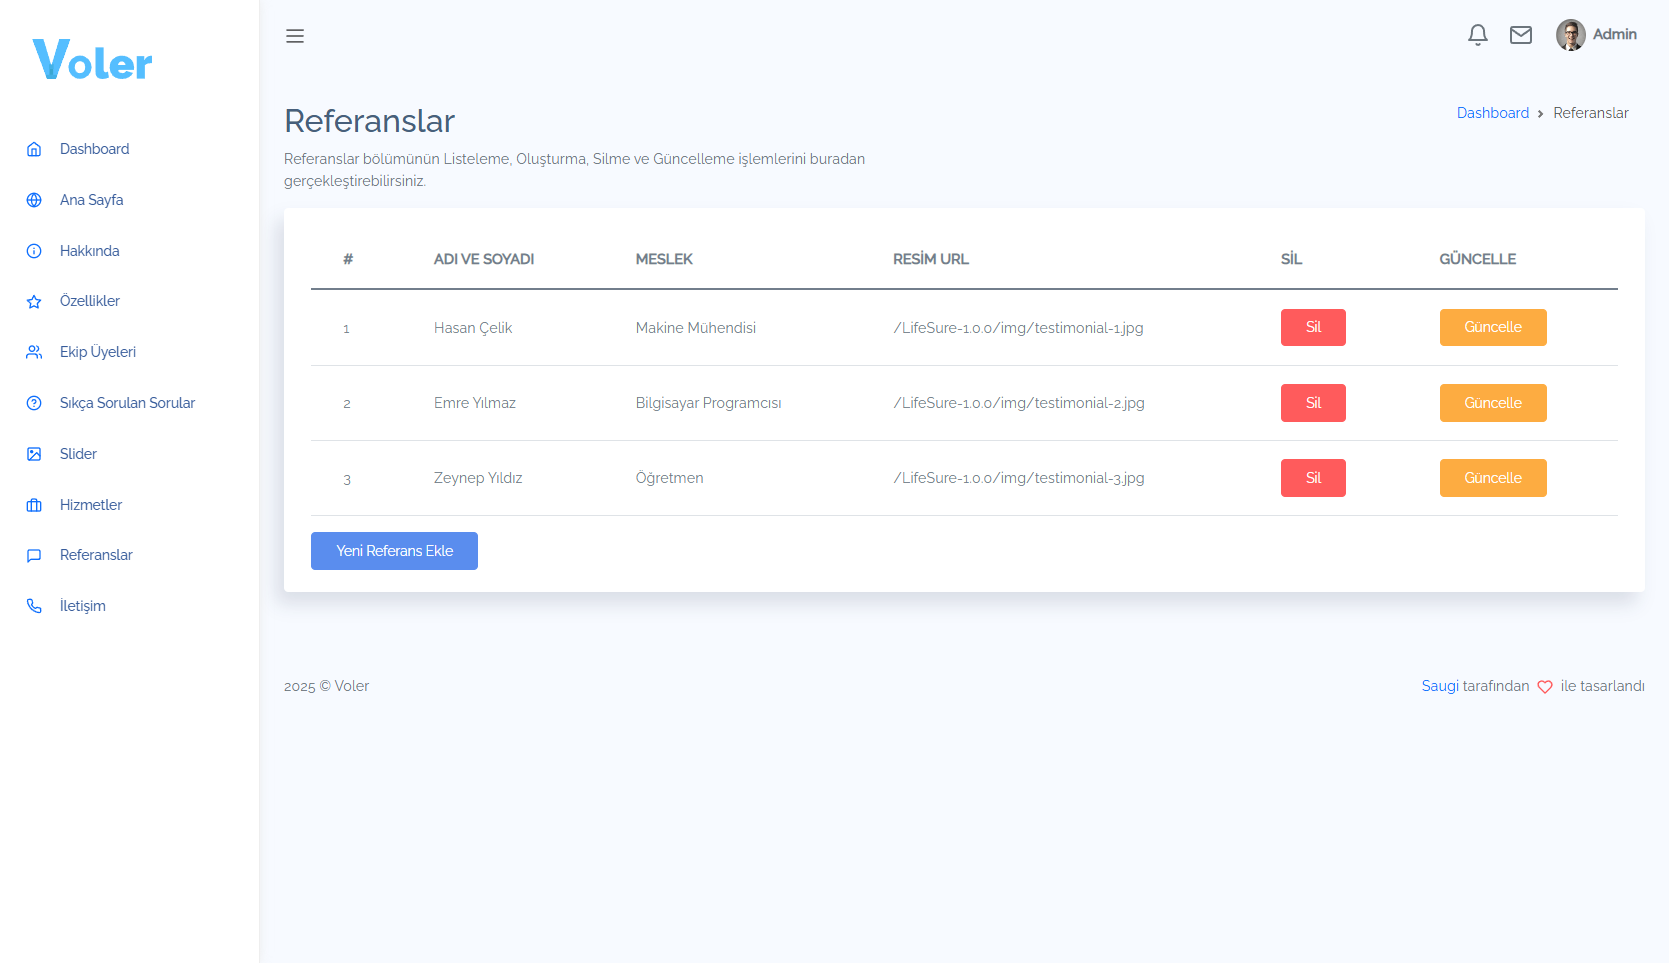 Voler
Admin
Dashboard
Ana Sayfa
Hakkında
Özellikler
Ekip Üyeleri
Sıkça Sorulan Sorular
Slider
Hizmetler
Referanslar
İletişim
Referanslar
Dashboard > Referanslar
Referanslar bölümünün Listeleme, Oluşturma, Silme ve Güncelleme işlemlerini buradan
gerçekleştirebilirsiniz.
# ADI VE SOYADI MESLEK RESİM URL SİL GÜNCELLE
1 Hasan Çelik Makine Mühendisi /LifeSure-1.0.0/img/testimonial-1.jpg Sil Güncelle
2 Emre Yılmaz Bilgisayar Programcısı /LifeSure-1.0.0/img/testimonial-2.jpg Sil Güncelle
3 Zeynep Yıldız Öğretmen /LifeSure-1.0.0/img/testimonial-3.jpg Sil Güncelle
Yeni Referans Ekle
2025 © Voler
Saugi tarafından ile tasarlandı